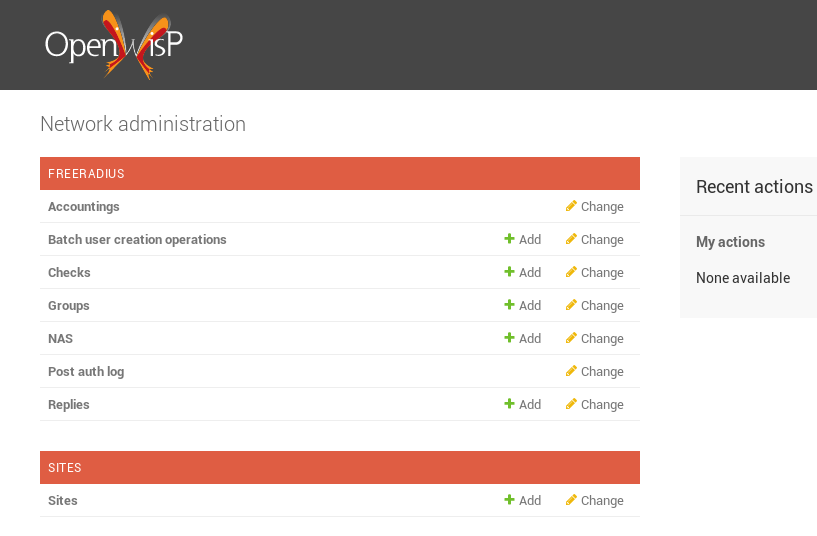 OpenWisP
Network administration
FREERADIUS
Accountings Change
Batch user creation operations Add Change
Checks Add Change
Groups Add Change
NAS Add Change
Post auth log Change
Replies Add Change
SITES
Sites Add Change
Recent actions
My actions
None available